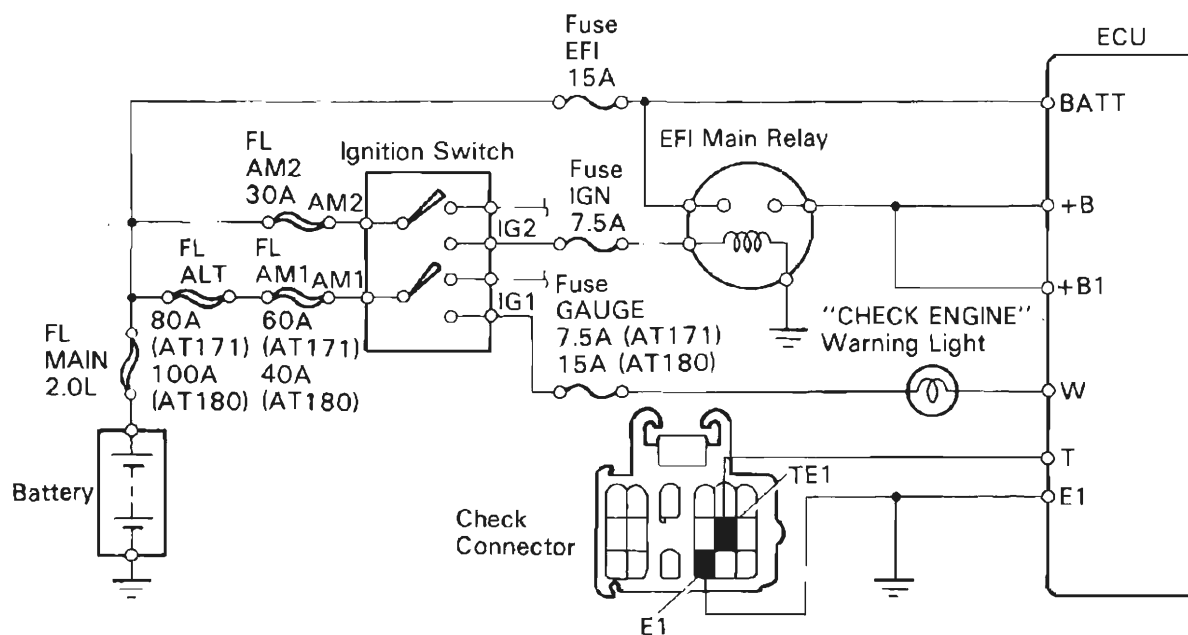 Fuse
EFI
15A
ECU
BATT
FL
AM2
30A
AM2
Ignition Switch
Fuse
IGN
7.5A
EFI Main Relay
+B
IG2
FL
ALT
80A
(AT171)
100A
(AT180)
FL
AM1
60A
(AT171)
40A
(AT180)
AM1
IG1
Fuse
GAUGE
7.5A (AT171)
15A (AT180)
+B1
"CHECK ENGINE"
Warning Light
FL
MAIN
2.0L
W
T
TE1
E1
Battery
Check
Connector
E1